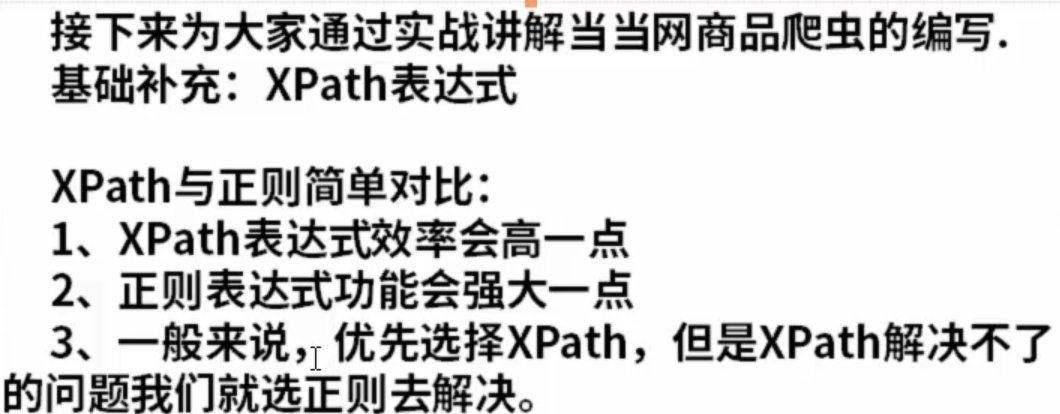 接下来为大家通过实战讲解当当网商品爬虫的编写.
基础补充：XPath表达式
XPath与正则简单对比：
1、XPath表达式效率会高一点
2、正则表达式功能会强大一点
3、一般来说，优先选择XPath，但是XPath解决不了
的问题我们就选正则去解决。